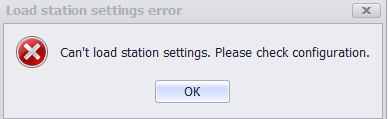 Load station settings error
Can't load station settings. Please check configuration.
OK